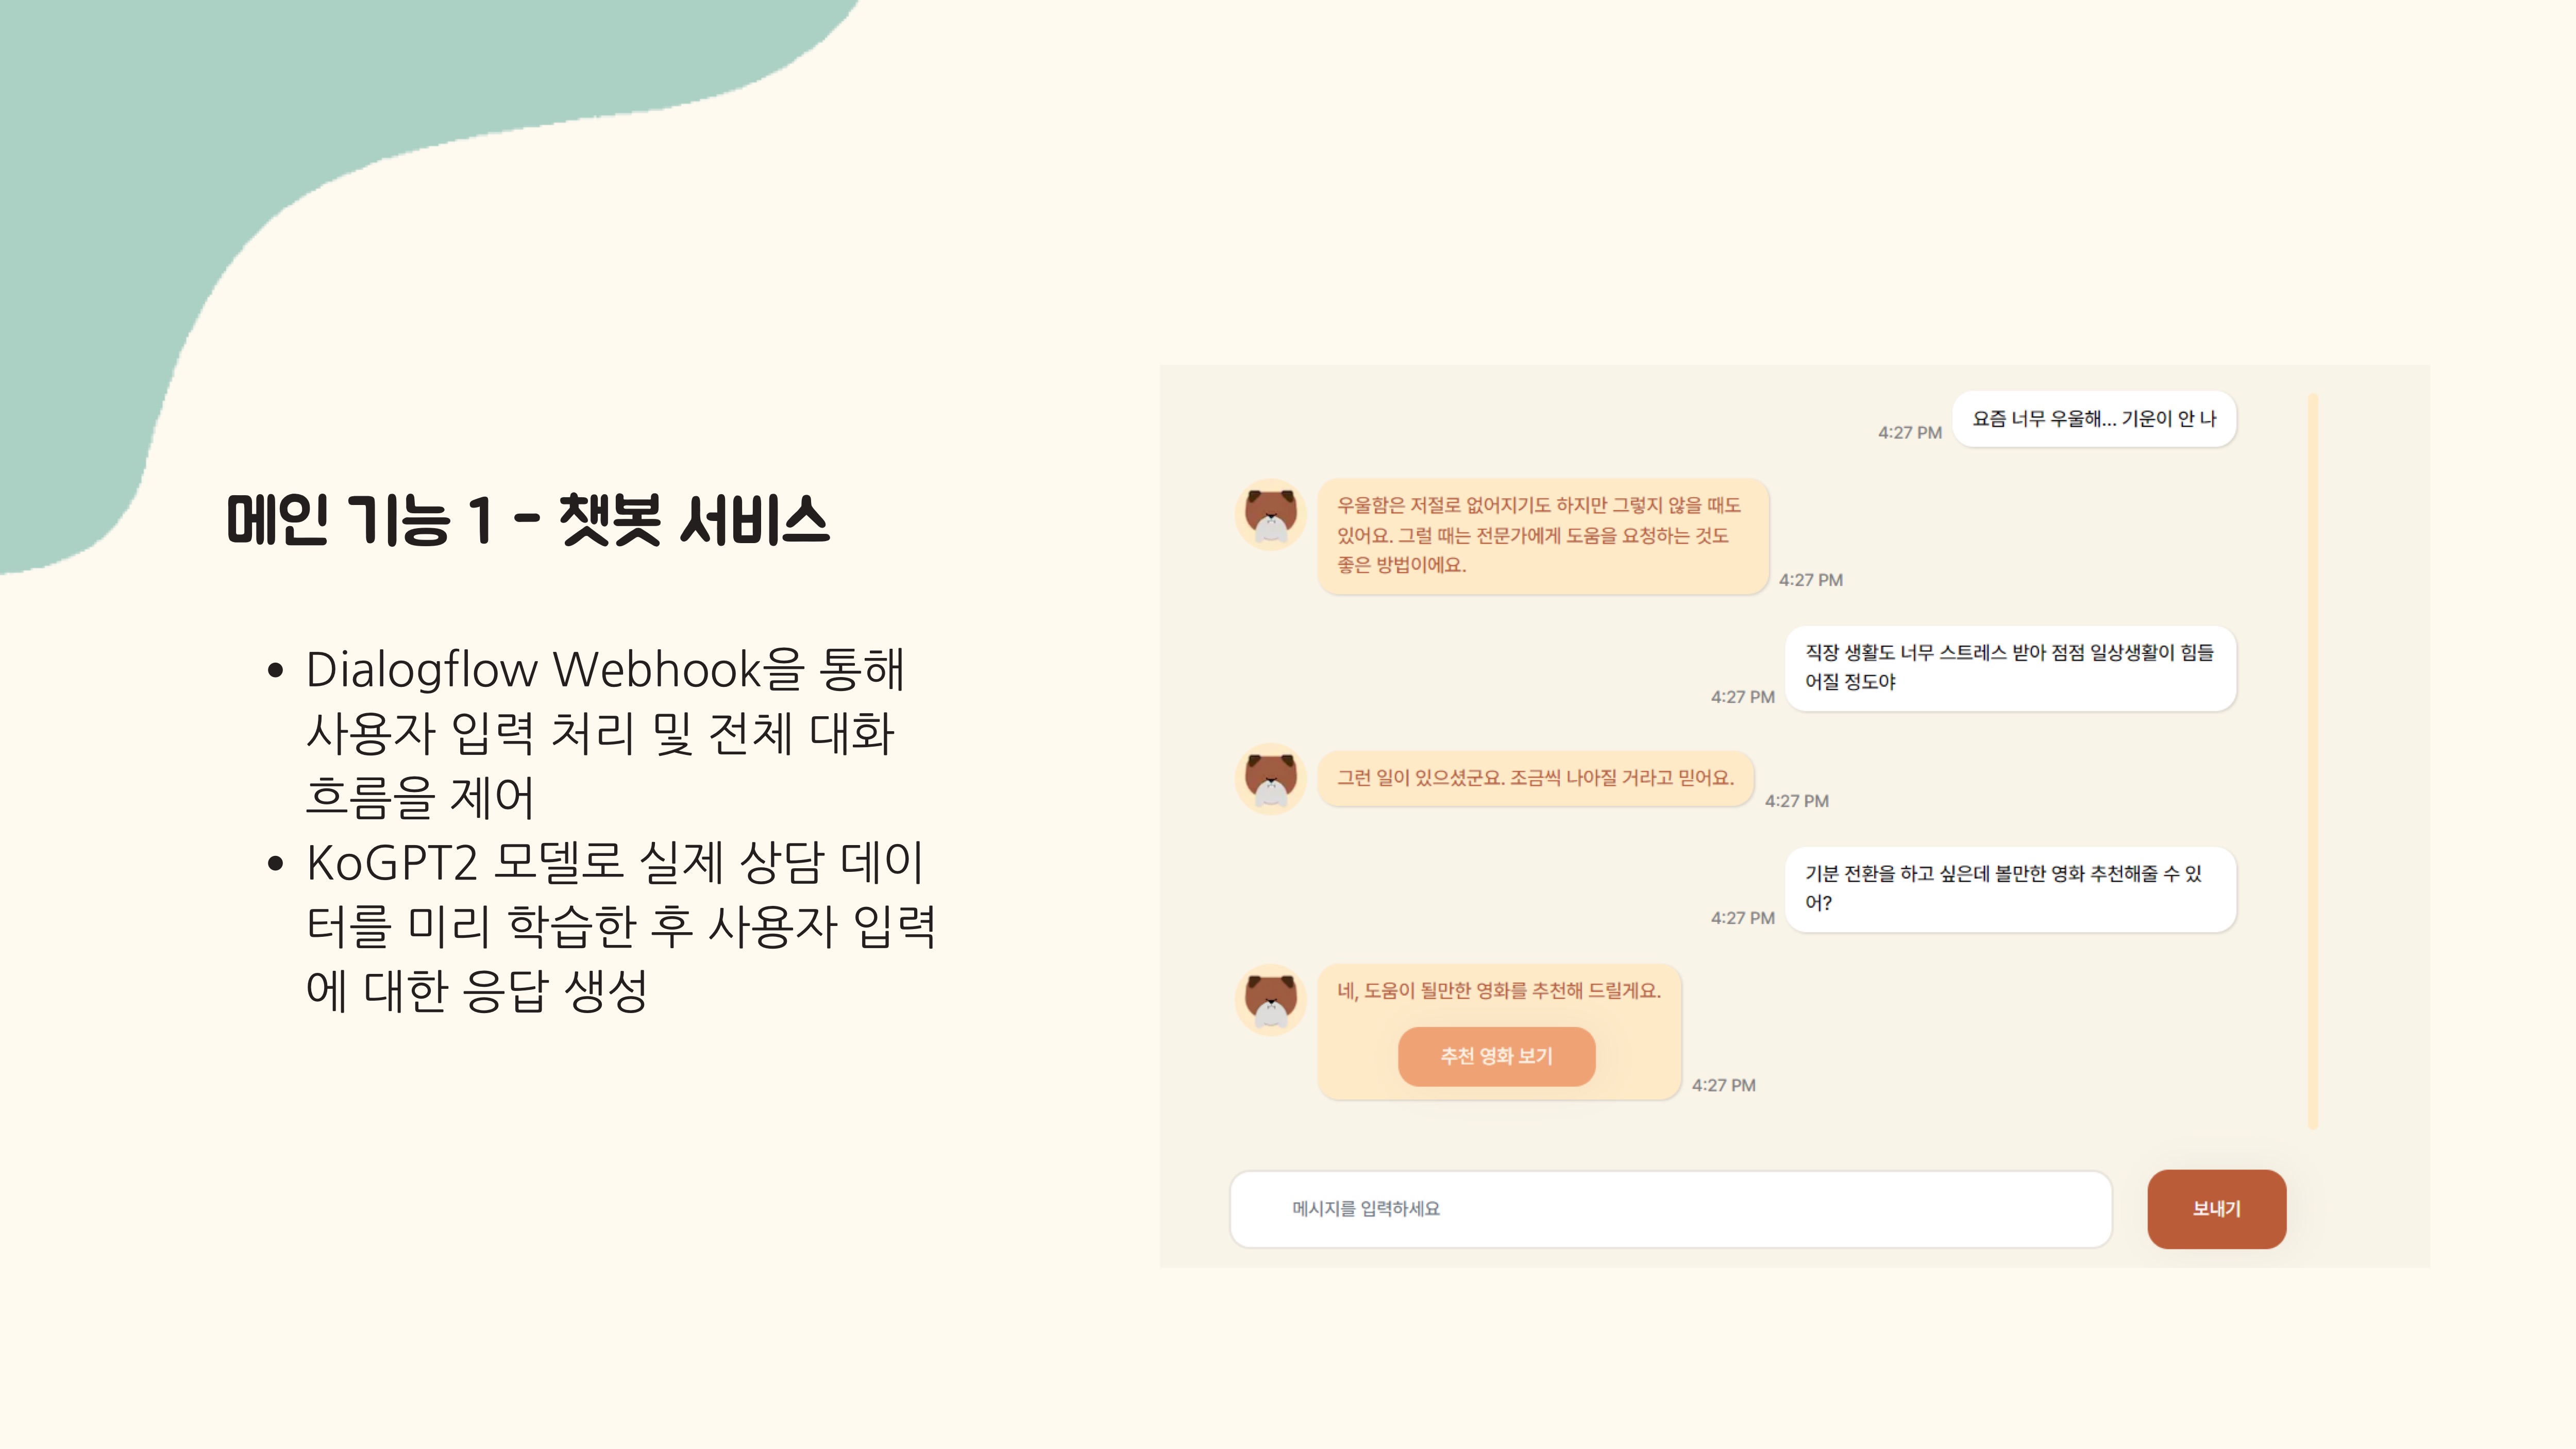 메인 기능 1 - 챗봇 서비스
• Dialogflow Webhook을 통해
사용자 입력 처리 및 전체 대화
흐름을 제어
• KoGPT2 모델로 실제 상담 데이
터를 미리 학습한 후 사용자 입력
에 대한 응답 생성
요즘 너무 우울해... 기운이 안 나
4:27 PM
우울함은 저절로 없어지기도 하지만 그렇지 않을 때도
있어요. 그럴 때는 전문가에게 도움을 요청하는 것도
좋은 방법이에요.
4:27 PM
직장 생활도 너무 스트레스 받아 점점 일상생활이 힘들
어질 정도야
4:27 PM
그런 일이 있으셨군요. 조금씩 나아질 거라고 믿어요.
4:27 PM
기분 전환을 하고 싶은데 볼만한 영화 추천해줄 수 있
어?
4:27 PM
네, 도움이 될만한 영화를 추천해 드릴게요.
추천 영화 보기
4:27 PM
메시지를 입력하세요
보내기